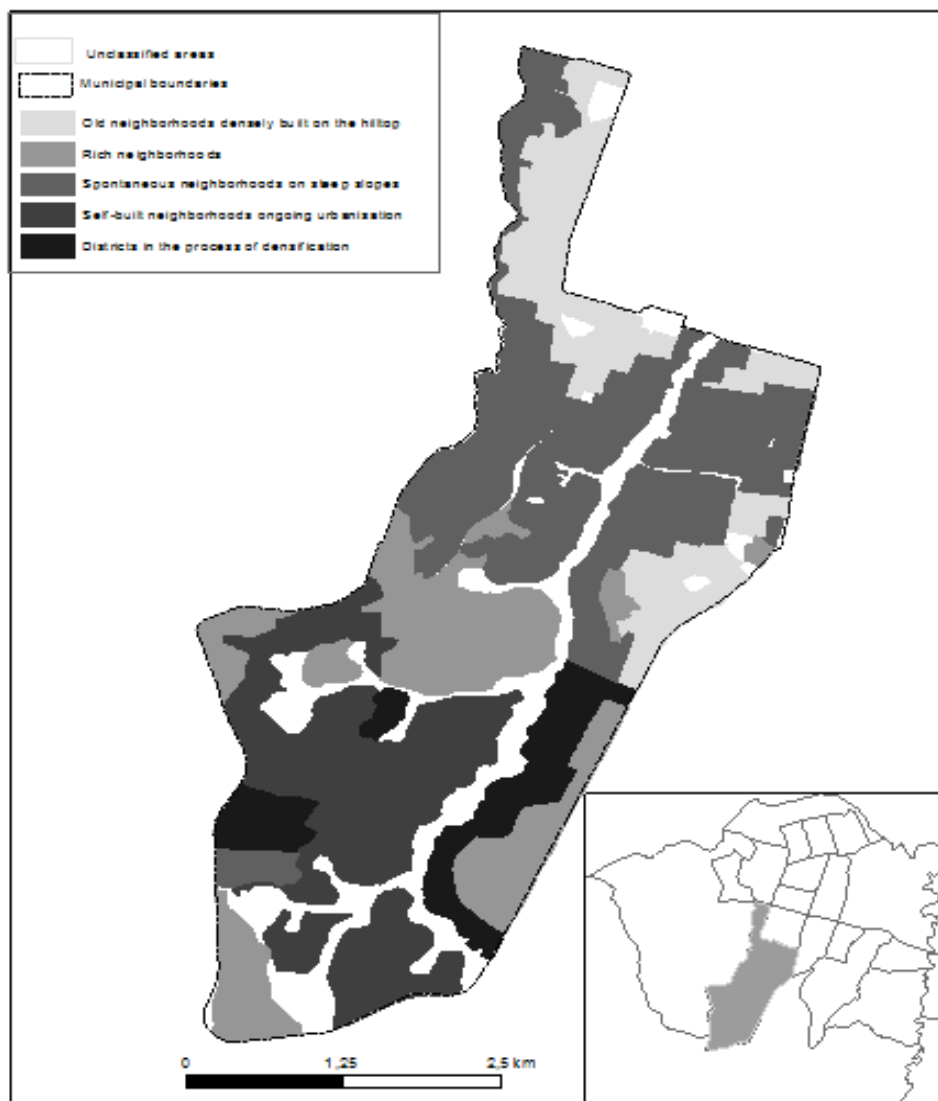 Unclassified areas
Municipal boundaries
Old neighborhoods densely built on the hilltop
Rich neighborhoods
Spontaneous neighborhoods on steep slopes
Self-built neighborhoods ongoing urbanisation
Districts in the process of densification
0 1,25 2,5 km